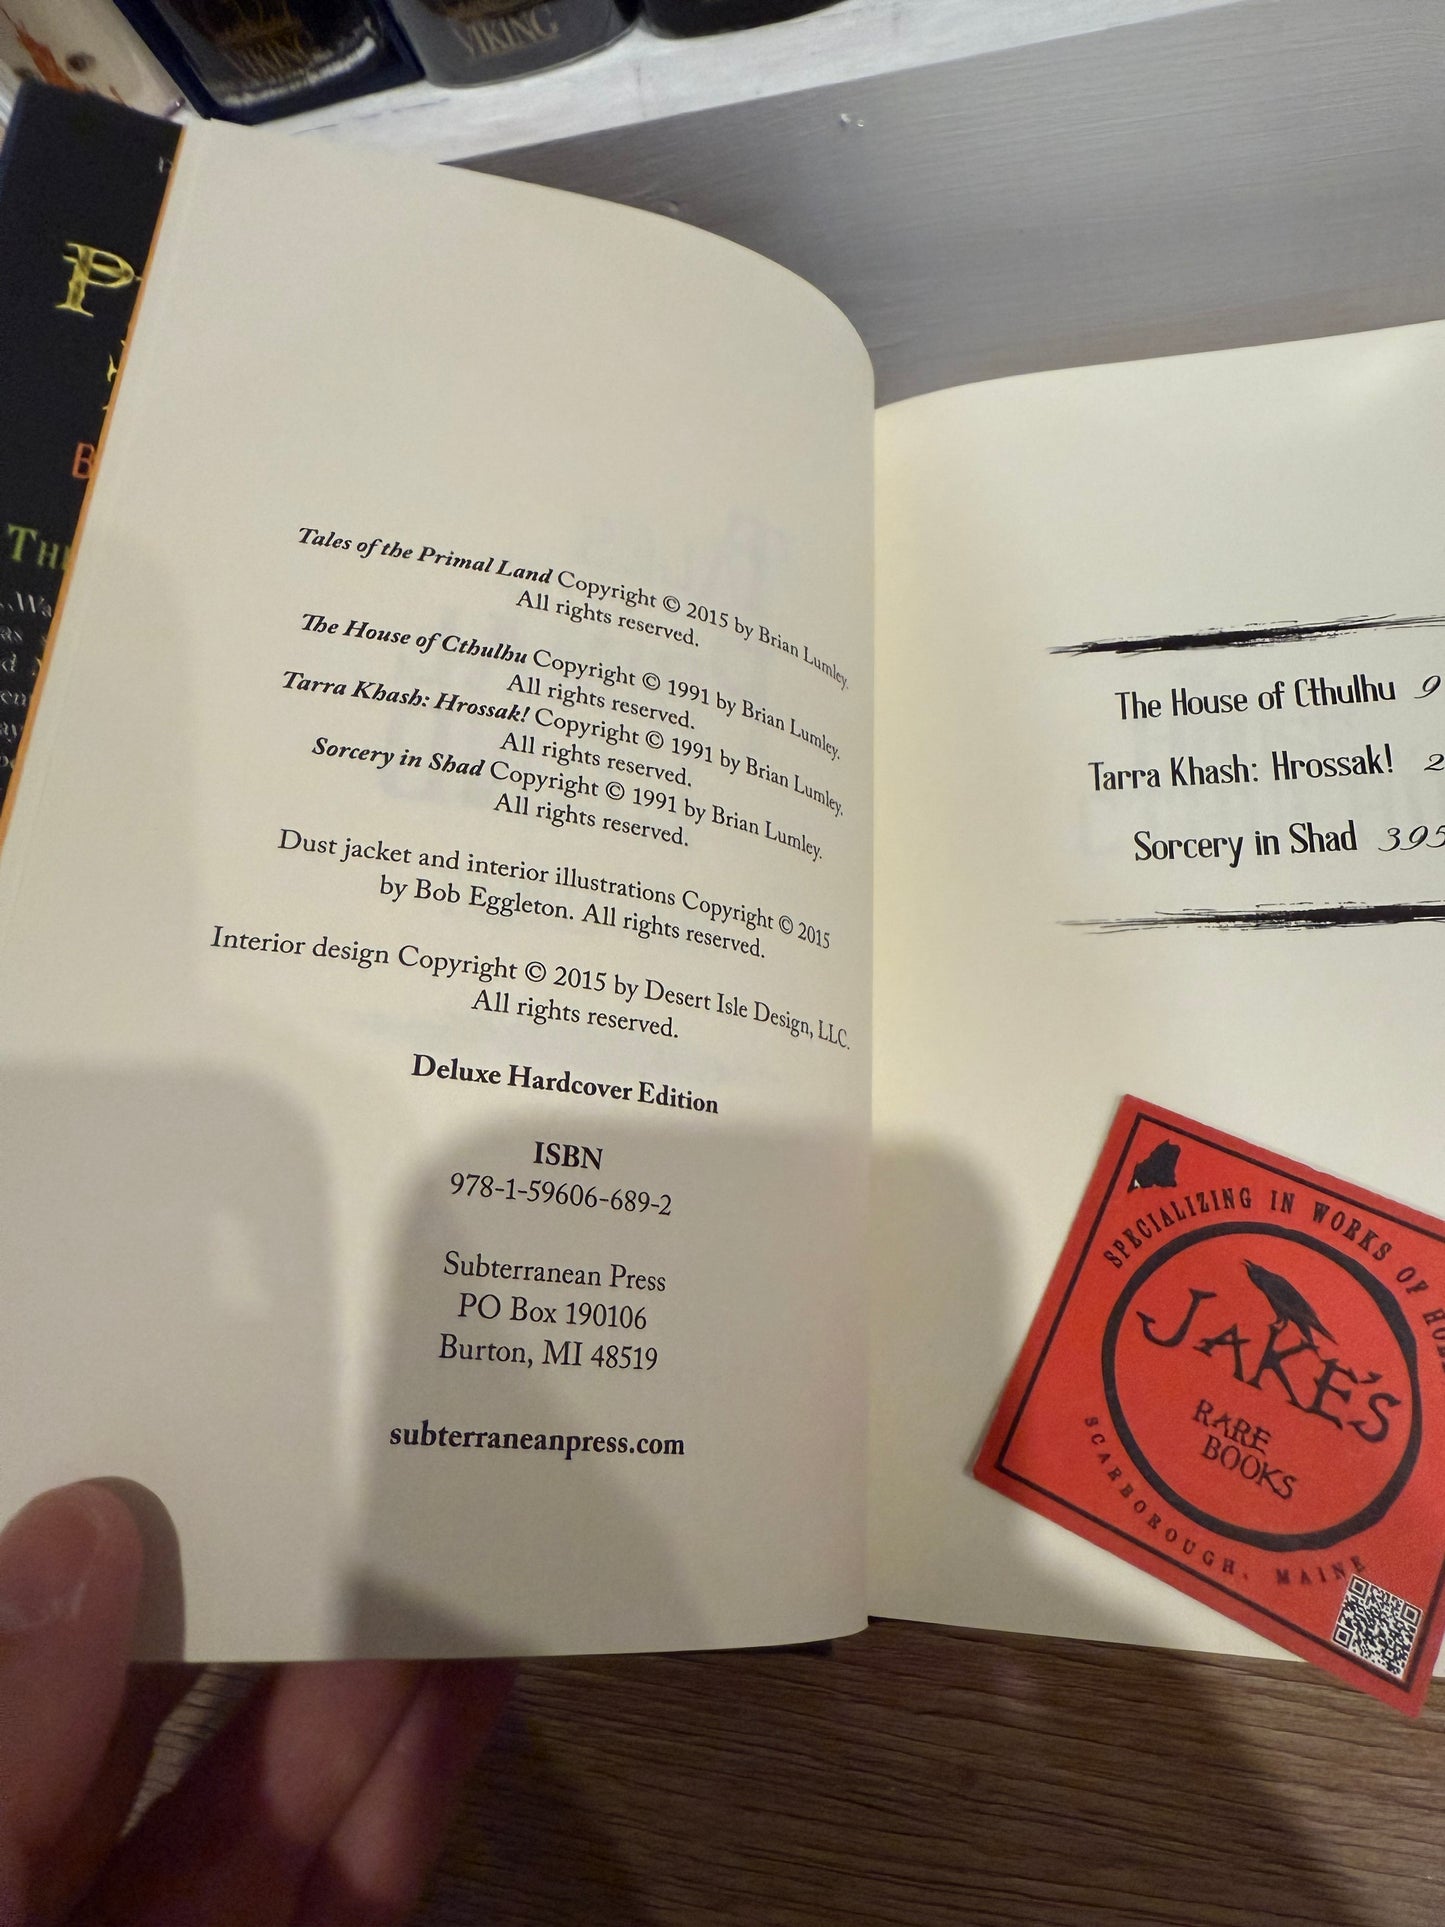 VIKING
VIKING
P
B
TH
Tales of the Primal Land Copyright © 2015 by Brian Lumley.
All rights reserved.
The House of Cthulhu Copyright © 1991 by Brian Lumley.
All rights reserved.
Tarra Khash: Hrossak! Copyright © 1991 by Brian Lumley.
All rights reserved.
Sorcery in Shad Copyright © 1991 by Brian Lumley.
All rights reserved.
Dust jacket and interior illustrations Copyright © 2015
by Bob Eggleton. All rights reserved.
Interior design Copyright © 2015 by Desert Isle Design, LLC.
All rights reserved.
Deluxe Hardcover Edition
ISBN
978-1-59606-689-2
Subterranean Press
PO Box 190106
Burton, MI 48519
subterraneanpress.com
The House of Cthulhu 9
Tarra Khash: Hrossak! 2
Sorcery in Shad 395
SPECIALIZING IN WORKS OF HO
JAKE'S
RARE
BOOKS
SCARBOROUGH, MAINE